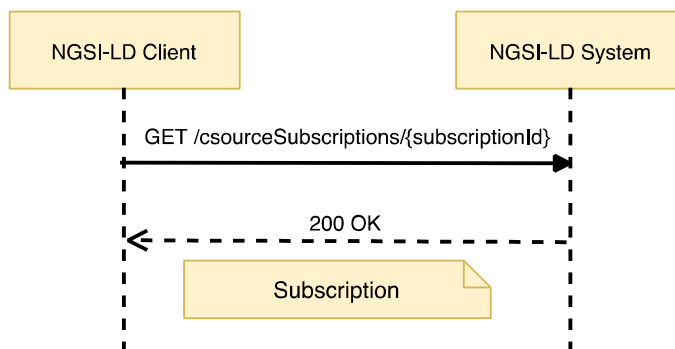 NGSI-LD Client
NGSI-LD System
GET /csourceSubscriptions/{subscriptionId}
200 OK
Subscription